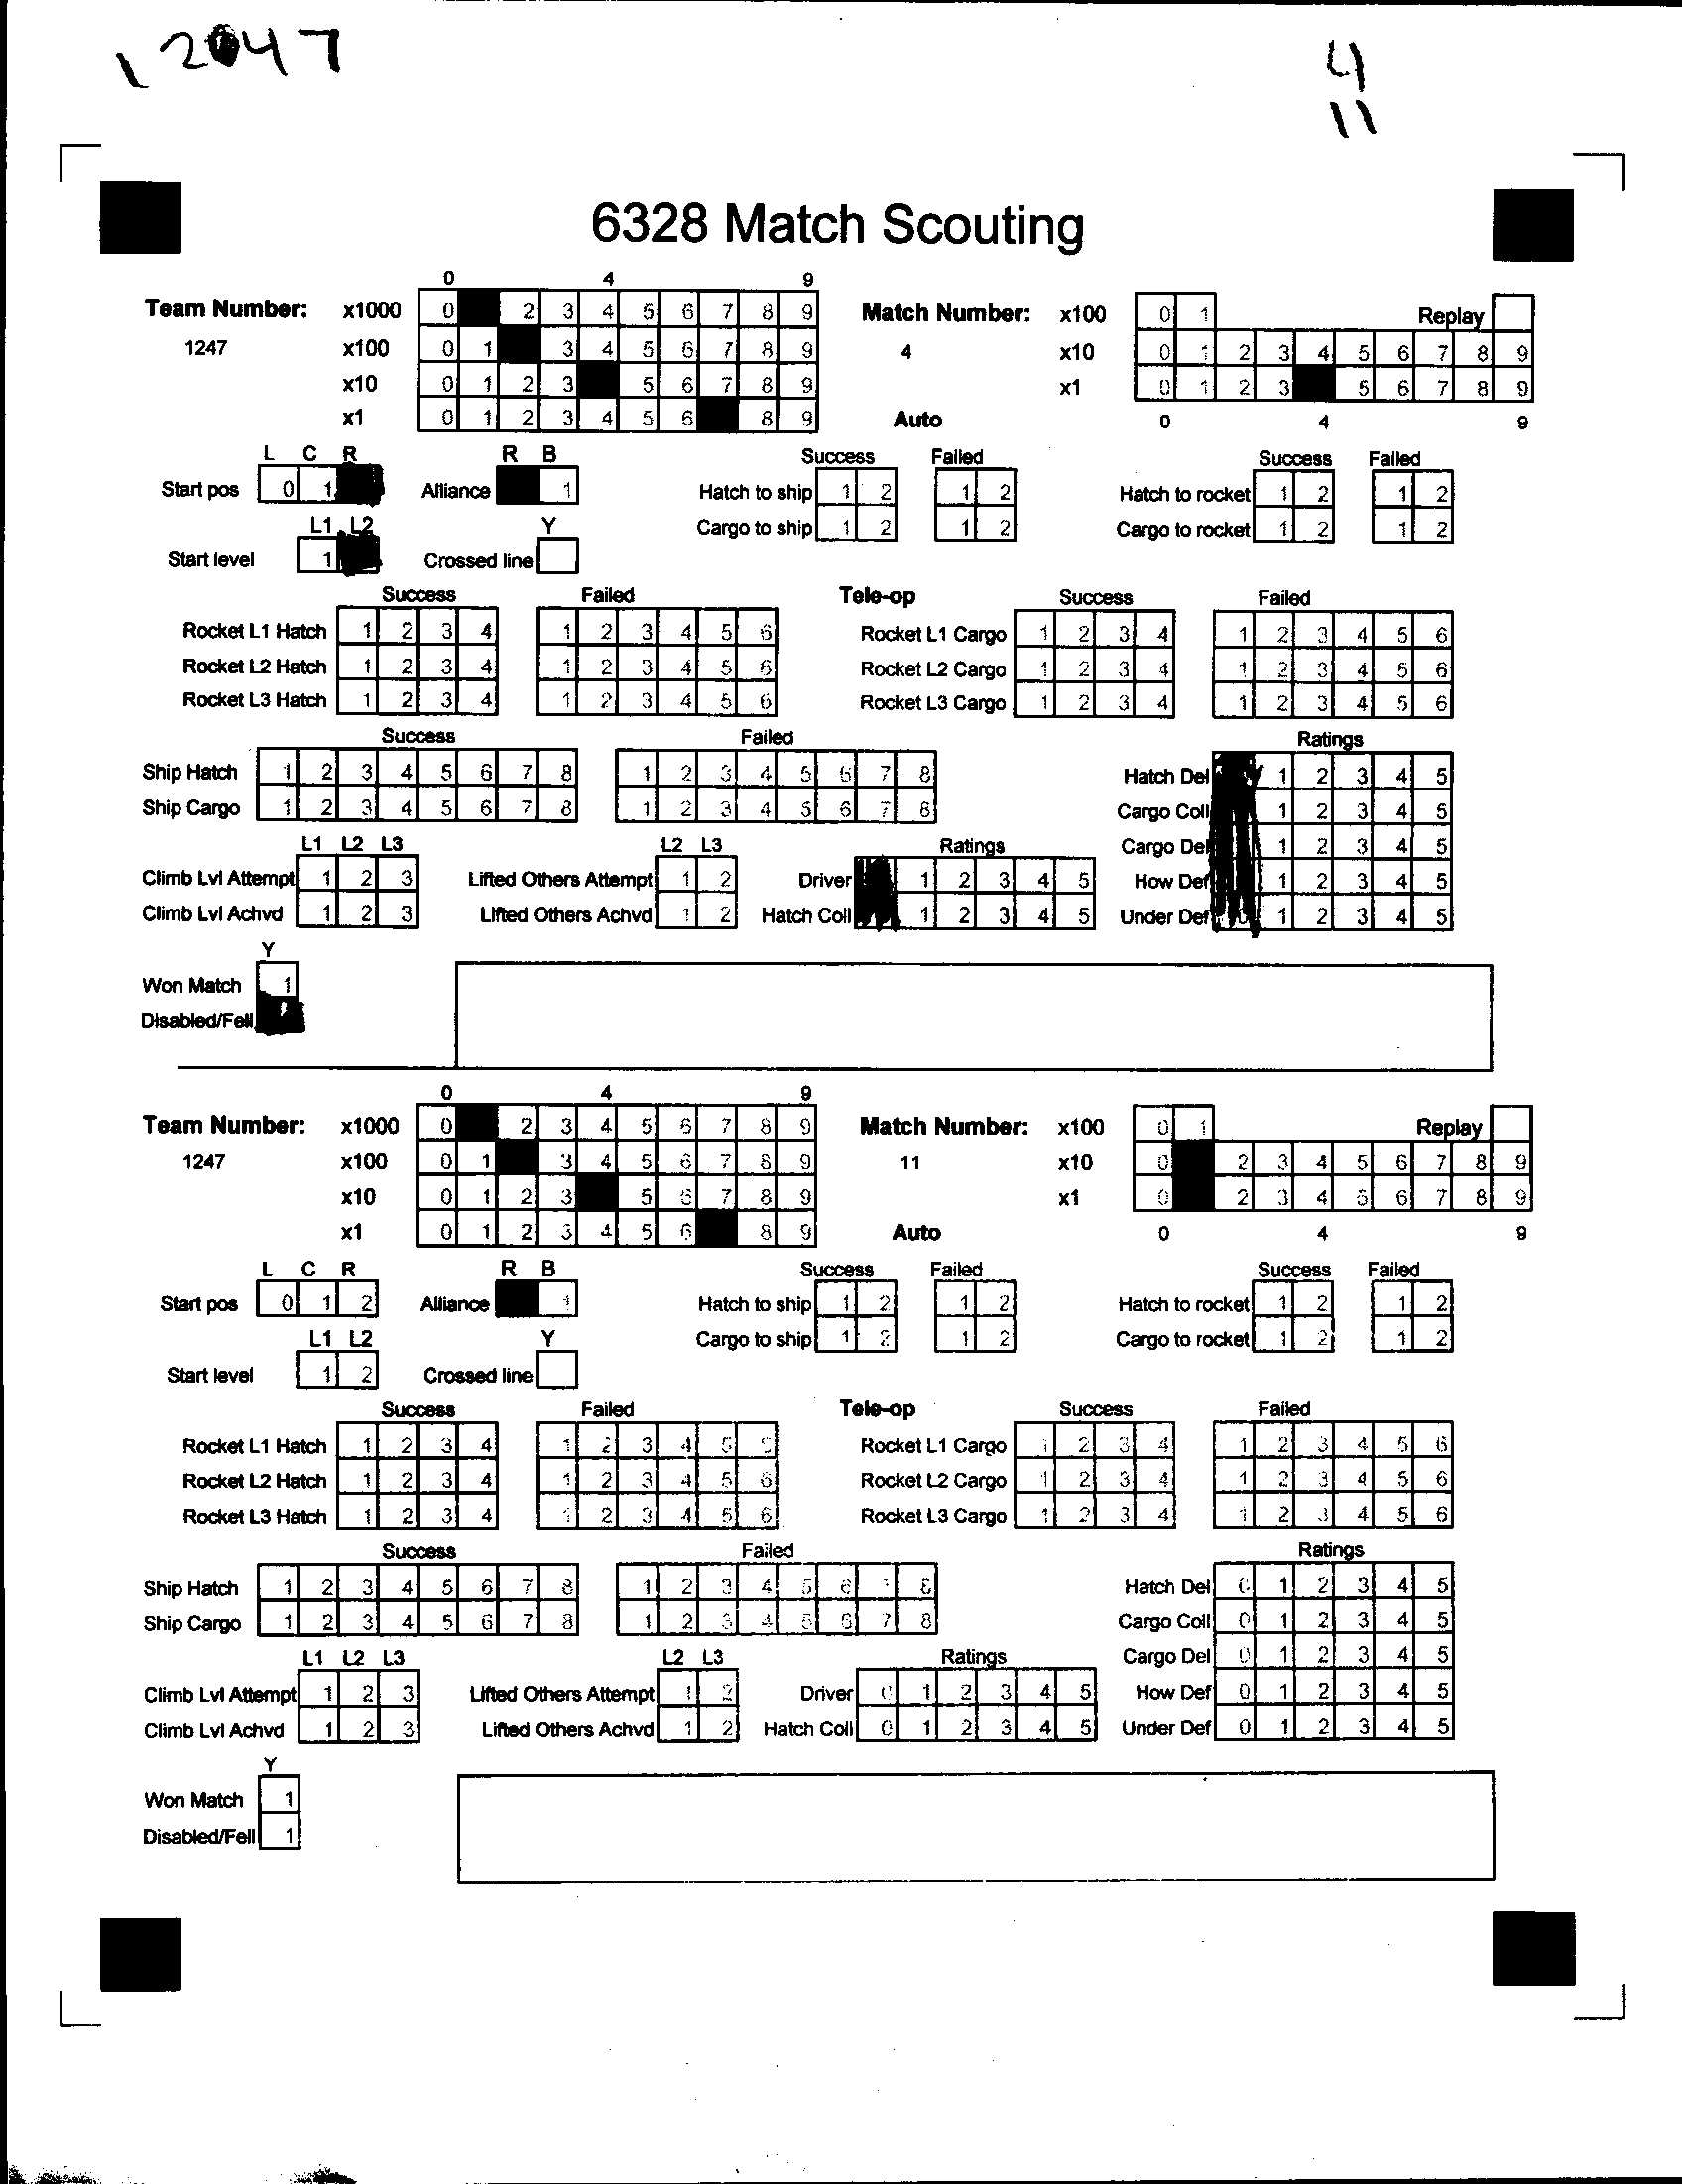 1 2047
4
11
6328 Match Scouting
0 4 9
Team Number: x1000 0 2 3 4 5 6 7 8 9 Match Number: x100 0 1 Replay
1247 x100 0 1 3 4 5 6 7 8 9 4 x10 0 1 2 3 4 5 6 7 8 9
x10 0 1 2 3 5 6 7 8 9 x1 0 1 2 3 5 6 7 8 9
x1 0 1 2 3 4 5 6 8 9 Auto 0 4 9
L C R R B Success Failed Success Failed
Start pos 0 1 Alliance 1 Hatch to ship 1 2 1 2 Hatch to rocket 1 2 1 2
L1 L2 Y Cargo to ship 1 2 1 2 Cargo to rocket 1 2 1 2
Start level 1 Crossed line
Success Failed Tele-op Success Failed
Rocket L1 Hatch 1 2 3 4 1 2 3 4 5 6 Rocket L1 Cargo 1 2 3 4 1 2 3 4 5 6
Rocket L2 Hatch 1 2 3 4 1 2 3 4 5 6 Rocket L2 Cargo 1 2 3 4 1 2 3 4 5 6
Rocket L3 Hatch 1 2 3 4 1 2 3 4 5 6 Rocket L3 Cargo 1 2 3 4 1 2 3 4 5 6
Success Failed Ratings
Ship Hatch 1 2 3 4 5 6 7 8 1 2 3 4 5 6 7 8 Hatch Del 1 2 3 4 5
Ship Cargo 1 2 3 4 5 6 7 8 1 2 3 4 5 6 7 8 Cargo Coll 1 2 3 4 5
L1 L2 L3 L2 L3 Ratings Cargo Del 1 2 3 4 5
Climb Lvl Attempt 1 2 3 Lifted Others Attempt 1 2 Driver 1 2 3 4 5 How Def 1 2 3 4 5
Climb Lvl Achvd 1 2 3 Lifted Others Achvd 1 2 Hatch Coll 1 2 3 4 5 Under Def 1 2 3 4 5
Y
Won Match 1
Disabled/Fell
0 4 9
Team Number: x1000 0 2 3 4 5 6 7 8 9 Match Number: x100 0 1 Replay
1247 x100 0 1 3 4 5 6 7 8 9 11 x10 0 2 3 4 5 6 7 8 9
x10 0 1 2 3 5 6 7 8 9 x1 0 2 3 4 5 6 7 8 9
x1 0 1 2 3 4 5 6 8 9 Auto 0 4 9
L C R R B Success Failed Success Failed
Start pos 0 1 2 Alliance 1 Hatch to ship 1 2 1 2 Hatch to rocket 1 2 1 2
L1 L2 Y Cargo to ship 1 2 1 2 Cargo to rocket 1 2 1 2
Start level 1 2 Crossed line
Success Failed Tele-op Success Failed
Rocket L1 Hatch 1 2 3 4 1 2 3 4 5 6 Rocket L1 Cargo 1 2 3 4 1 2 3 4 5 6
Rocket L2 Hatch 1 2 3 4 1 2 3 4 5 6 Rocket L2 Cargo 1 2 3 4 1 2 3 4 5 6
Rocket L3 Hatch 1 2 3 4 1 2 3 4 5 6 Rocket L3 Cargo 1 2 3 4 1 2 3 4 5 6
Success Failed Ratings
Ship Hatch 1 2 3 4 5 6 7 8 1 2 3 4 5 6 7 8 Hatch Del 0 1 2 3 4 5
Ship Cargo 1 2 3 4 5 6 7 8 1 2 3 4 5 6 7 8 Cargo Coll 0 1 2 3 4 5
L1 L2 L3 L2 L3 Ratings Cargo Del 0 1 2 3 4 5
Climb Lvl Attempt 1 2 3 Lifted Others Attempt 1 2 Driver 0 1 2 3 4 5 How Def 0 1 2 3 4 5
Climb Lvl Achvd 1 2 3 Lifted Others Achvd 1 2 Hatch Coll 0 1 2 3 4 5 Under Def 0 1 2 3 4 5
Y
Won Match 1
Disabled/Fell 1